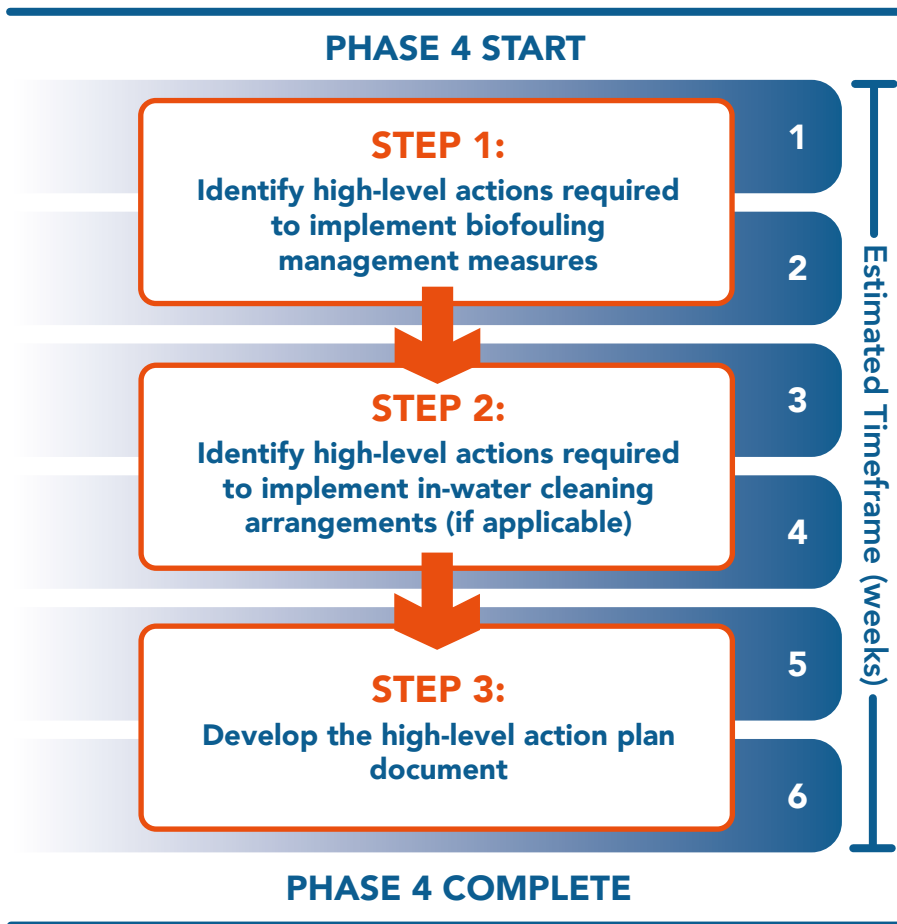 PHASE 4 START
STEP 1:
Identify high-level actions required
to implement biofouling
management measures
1
2
STEP 2:
Identify high-level actions required
to implement in-water cleaning
arrangements (if applicable)
3
4
STEP 3:
Develop the high-level action plan
document
5
6
Estimated Timeframe (weeks)
PHASE 4 COMPLETE